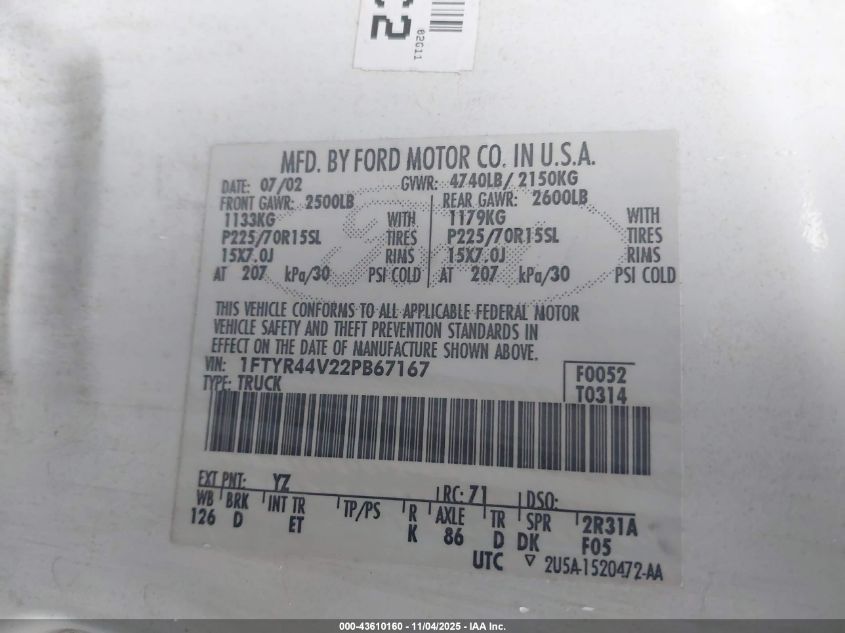 02G11
MFD. BY FORD MOTOR CO. IN U.S.A.
DATE: 07/02 GVWR: 4740LB/ 2150KG
FRONT GAWR: 2500LB REAR GAWR: 2600LB
1133KG WITH 1179KG WITH
P225/70R15SL TIRES P225/70R15SL TIRES
15X7.0J RIMS 15X7.0J RIMS
AT 207 kPa/30 PSI COLD AT 207 kPa/30 PSI COLD
THIS VEHICLE CONFORMS TO ALL APPLICABLE FEDERAL MOTOR
VEHICLE SAFETY AND THEFT PREVENTION STANDARDS IN
EFFECT ON THE DATE OF MANUFACTURE SHOWN ABOVE.
VIN: 1FTYR44V22PB67167 F0052
TYPE: TRUCK T0314
EXT PNT: YZ RC: 71 DSO:
WB BRK INT TR TP/PS R AXLE TR SPR 2R31A
126 D ET K 86 D DK F05
UTC ▽ 2U5A-1520472-AA
000-43610160 - 11/04/2025 - IAA Inc.